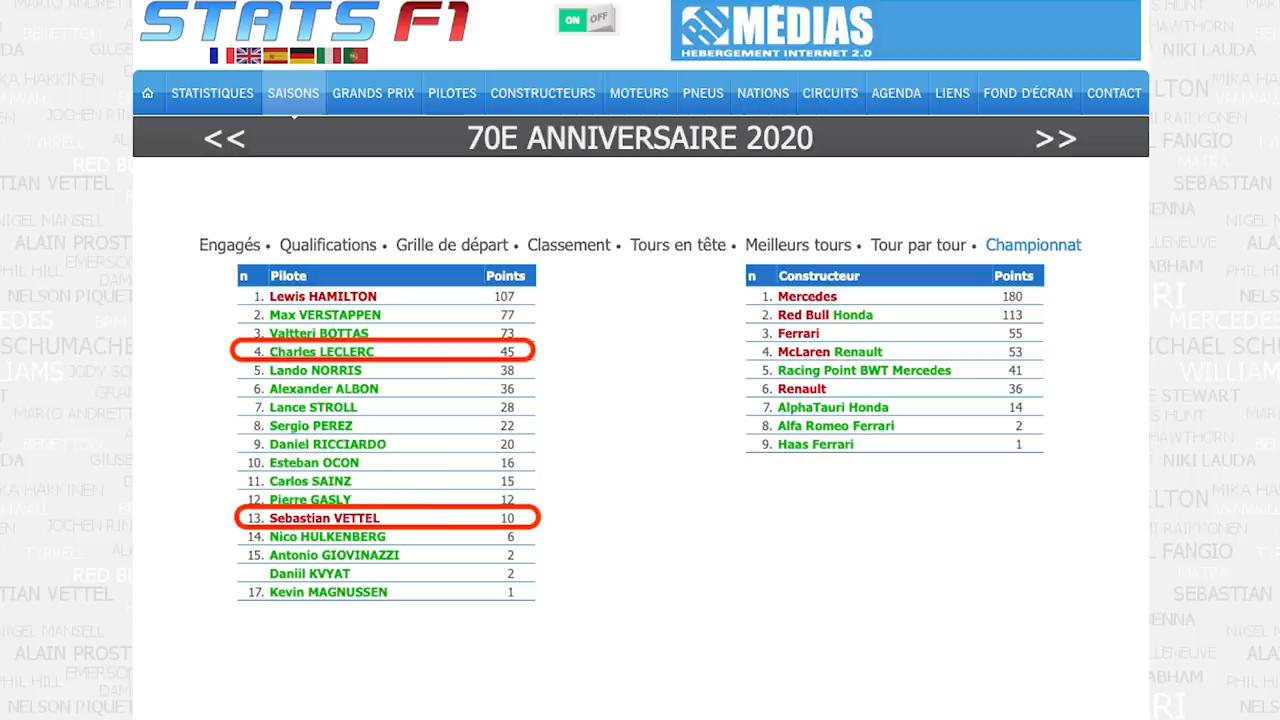 STATS F1
ON OFF
MÉDIAS
HEBERGEMENT INTERNET 2.0
STATISTIQUES SAISONS GRANDS PRIX PILOTES CONSTRUCTEURS MOTEURS PNEUS NATIONS CIRCUITS AGENDA LIENS FOND D'ÉCRAN CONTACT
<< 70E ANNIVERSAIRE 2020 >>
Engagés • Qualifications • Grille de départ • Classement • Tours en tête • Meilleurs tours • Tour par tour • Championnat
n Pilote Points
1. Lewis HAMILTON 107
2. Max VERSTAPPEN 77
3. Valtteri BOTTAS 73
4. Charles LECLERC 45
5. Lando NORRIS 38
6. Alexander ALBON 36
7. Lance STROLL 28
8. Sergio PEREZ 22
9. Daniel RICCIARDO 20
10. Esteban OCON 16
11. Carlos SAINZ 15
12. Pierre GASLY 12
13. Sebastian VETTEL 10
14. Nico HULKENBERG 6
15. Antonio GIOVINAZZI 2
Daniil KVYAT 2
17. Kevin MAGNUSSEN 1
n Constructeur Points
1. Mercedes 180
2. Red Bull Honda 113
3. Ferrari 55
4. McLaren Renault 53
5. Racing Point BWT Mercedes 41
6. Renault 36
7. AlphaTauri Honda 14
8. Alfa Romeo Ferrari 2
9. Haas Ferrari 1